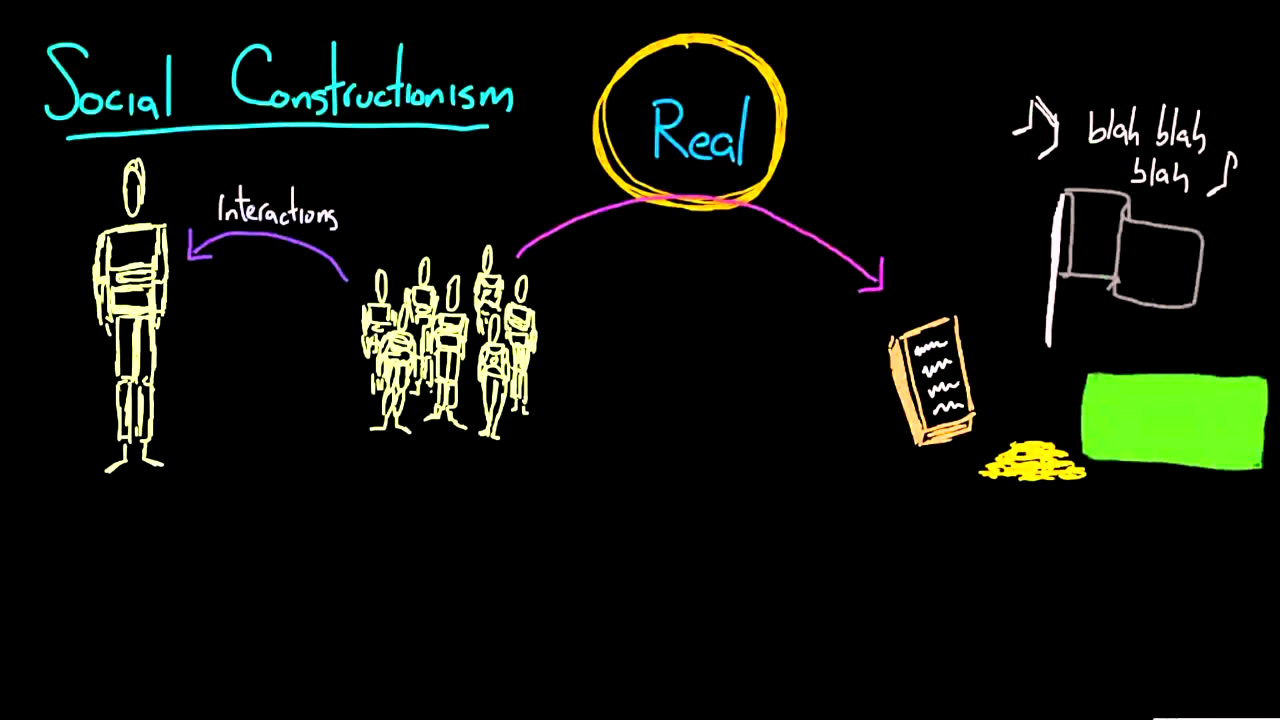 Social Constructionism
Real
blah blah
blah
Interactions